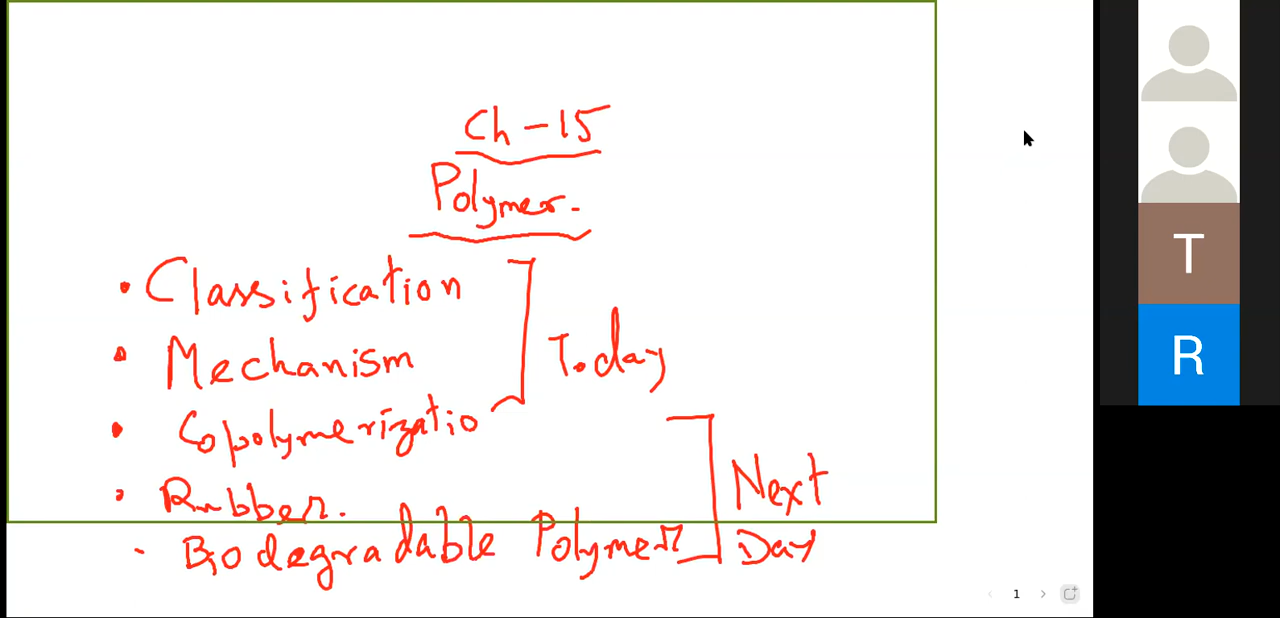 Ch - 15
Polymer.
• Classification
• Mechanism
Today
• Copolymerizatio
• Rubber.
Next
- Biodegradable Polymer
Day
T
R
1